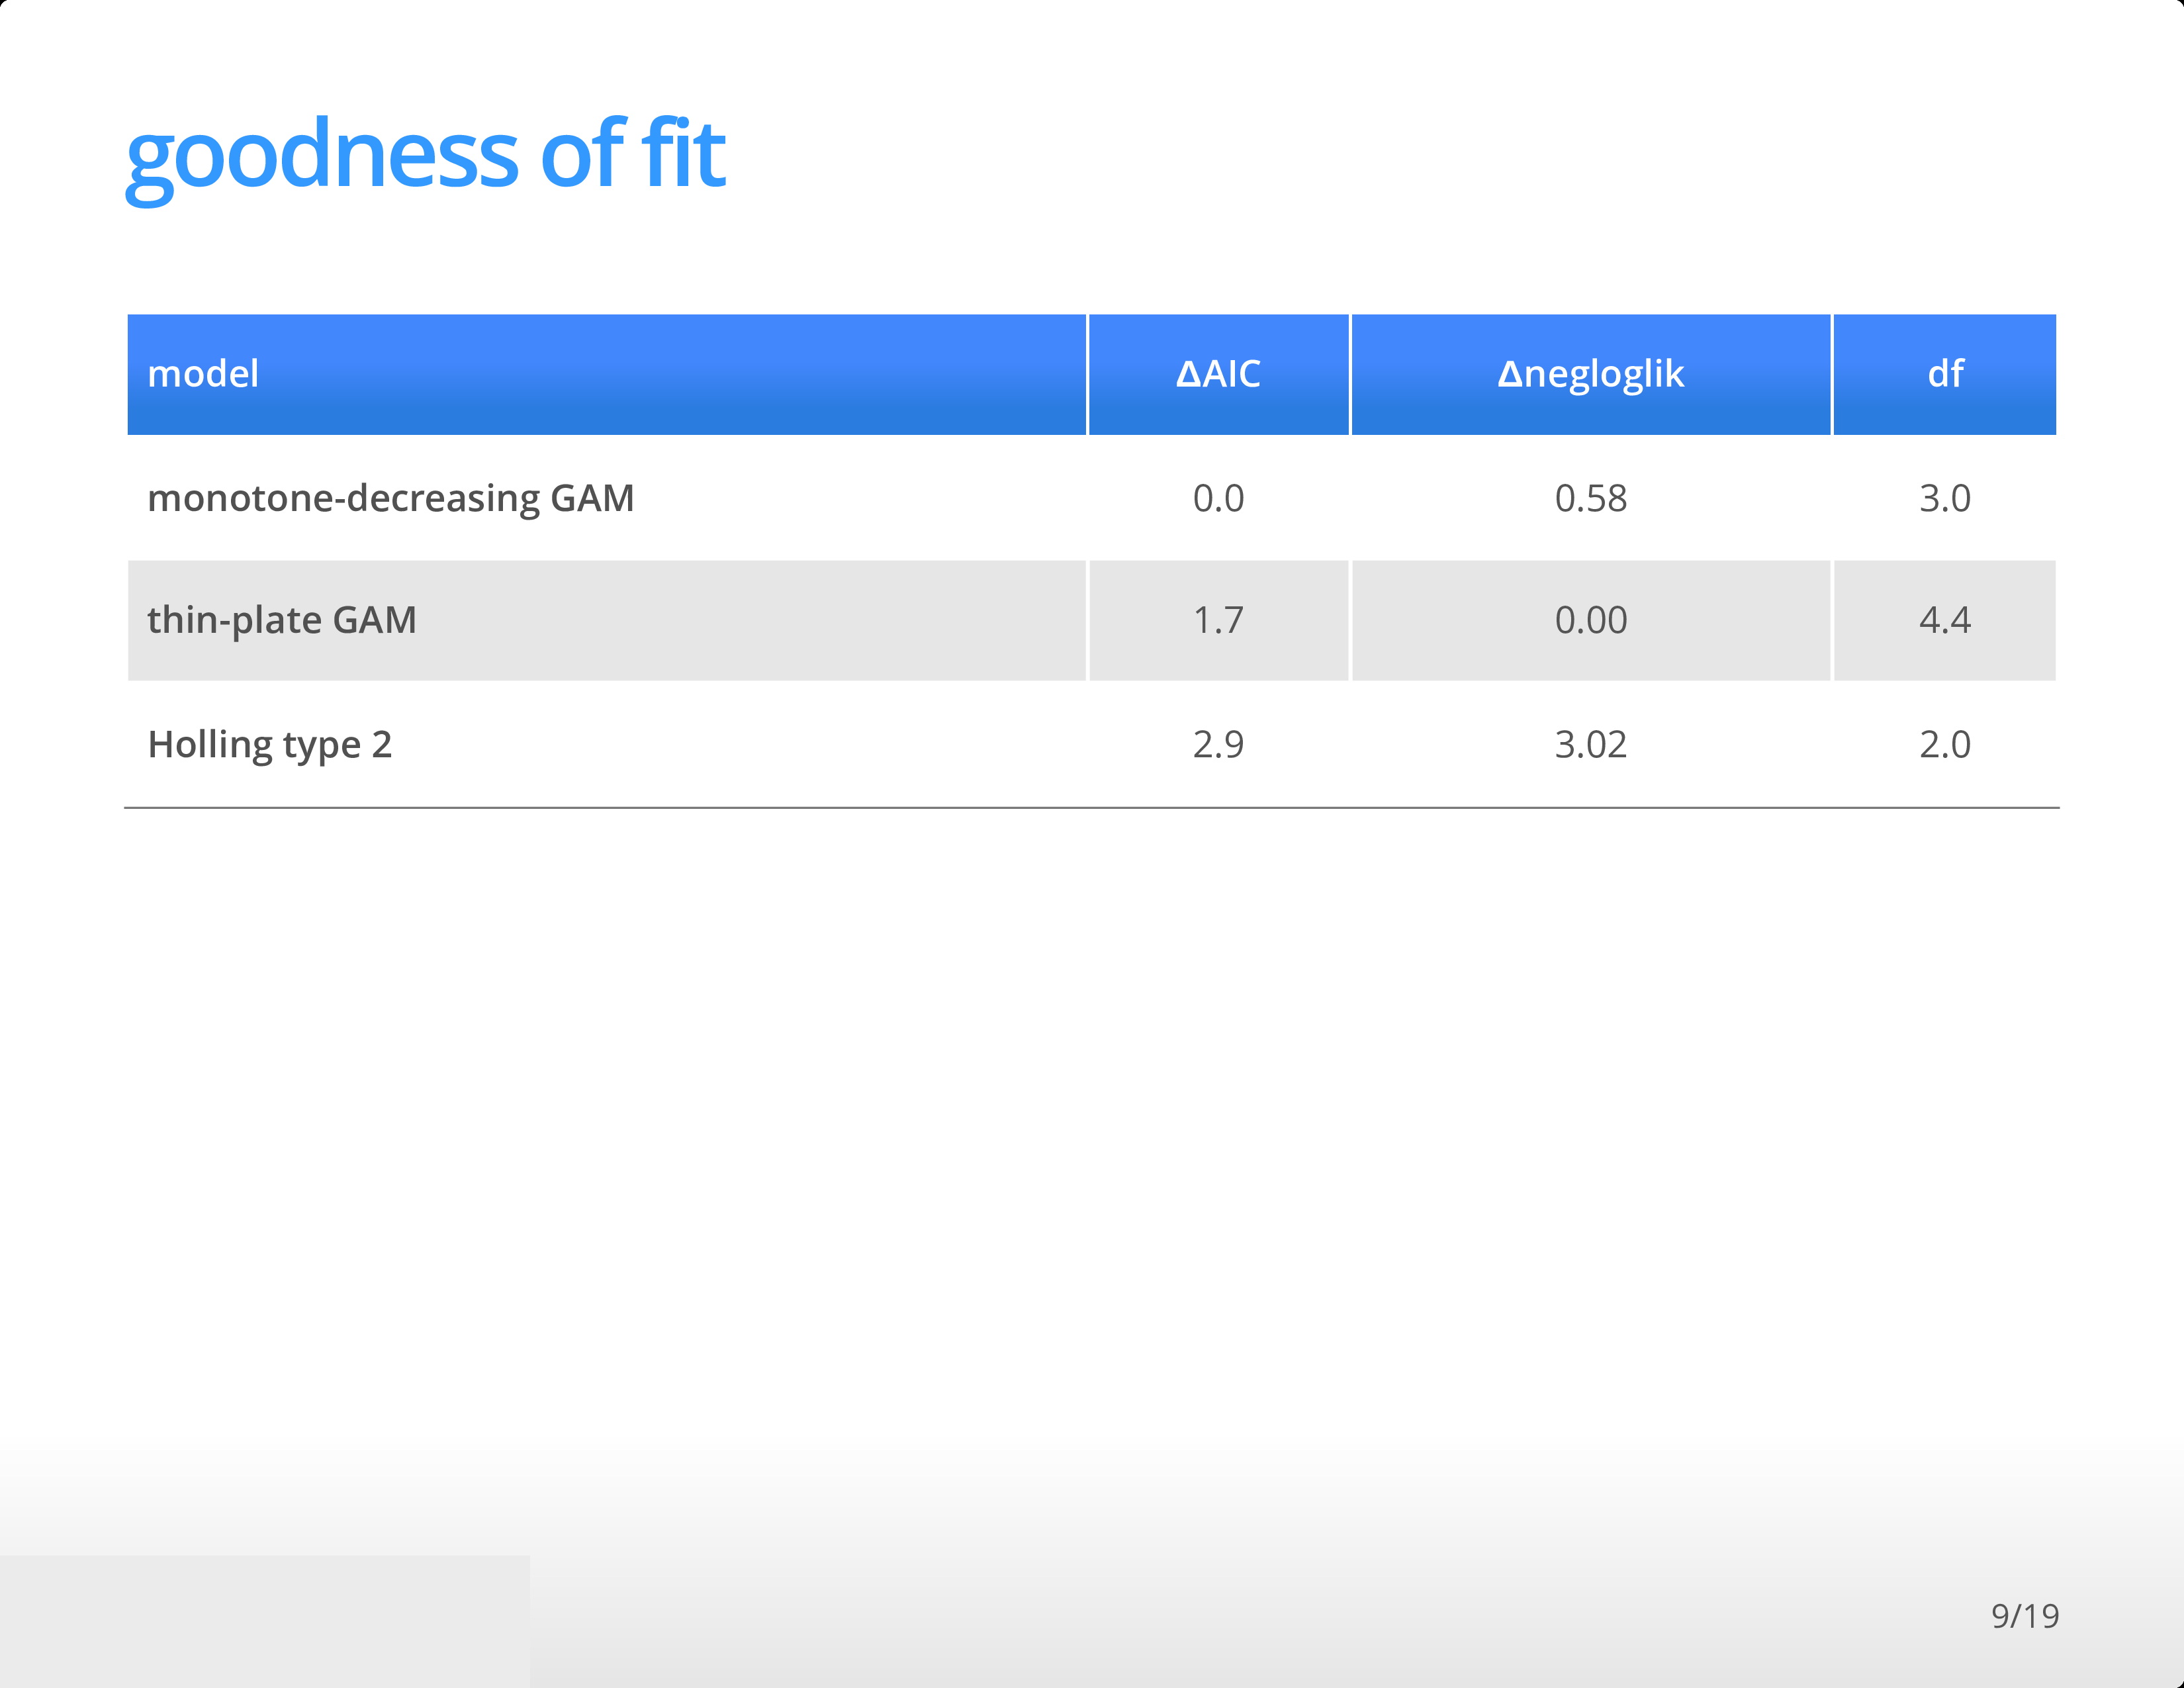 goodness of fit
model ΔAIC Δnegloglik df
monotone-decreasing GAM 0.0 0.58 3.0
thin-plate GAM 1.7 0.00 4.4
Holling type 2 2.9 3.02 2.0
9/19